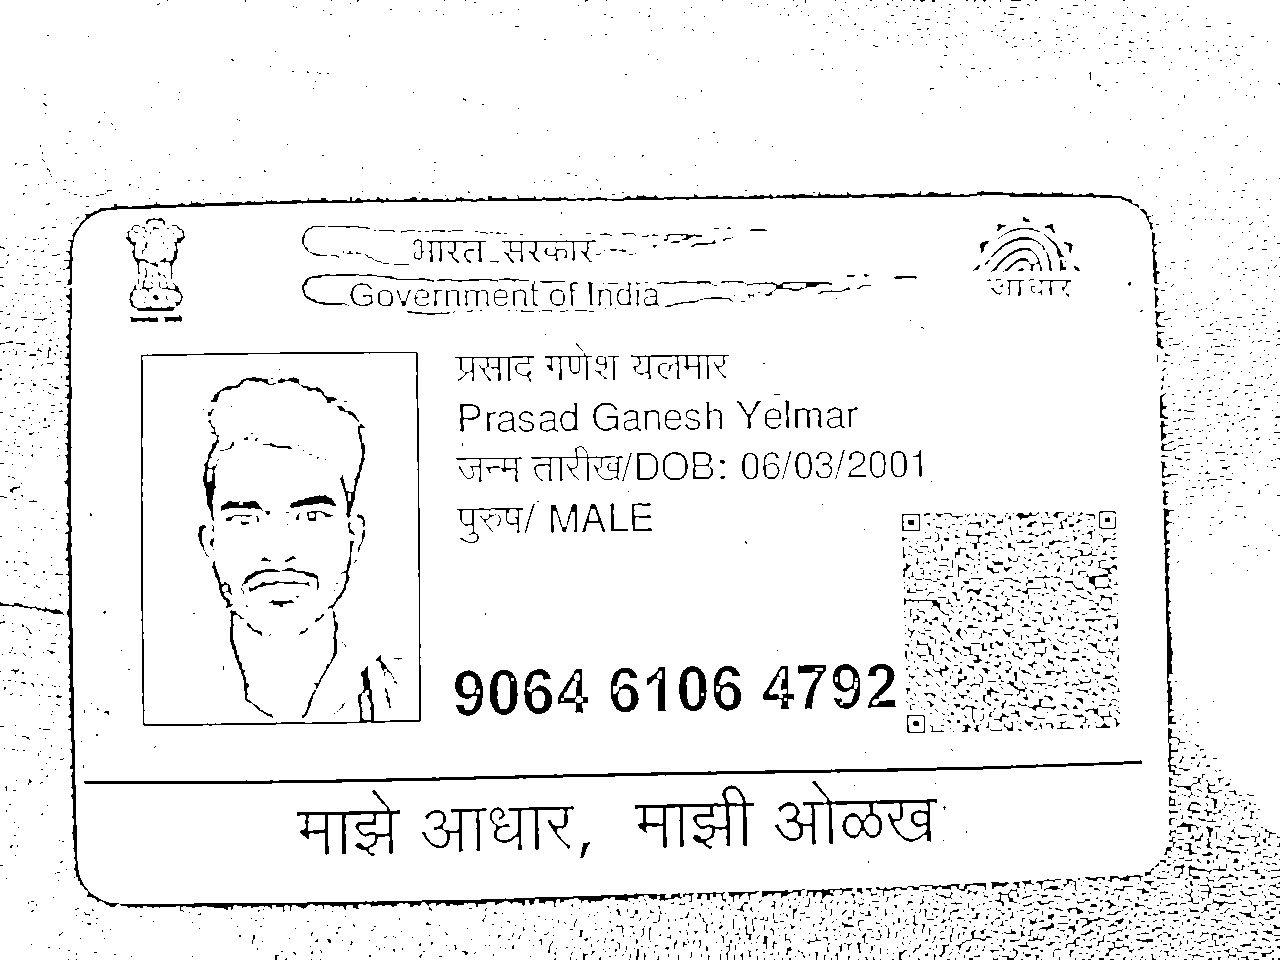 भारत सरकार
Government of India
आधार
प्रसाद गणेश यलमार
Prasad Ganesh Yelmar
जन्म तारीख/DOB: 06/03/2001
पुरुष/ MALE
9064 6106 4792
माझे आधार, माझी ओळख